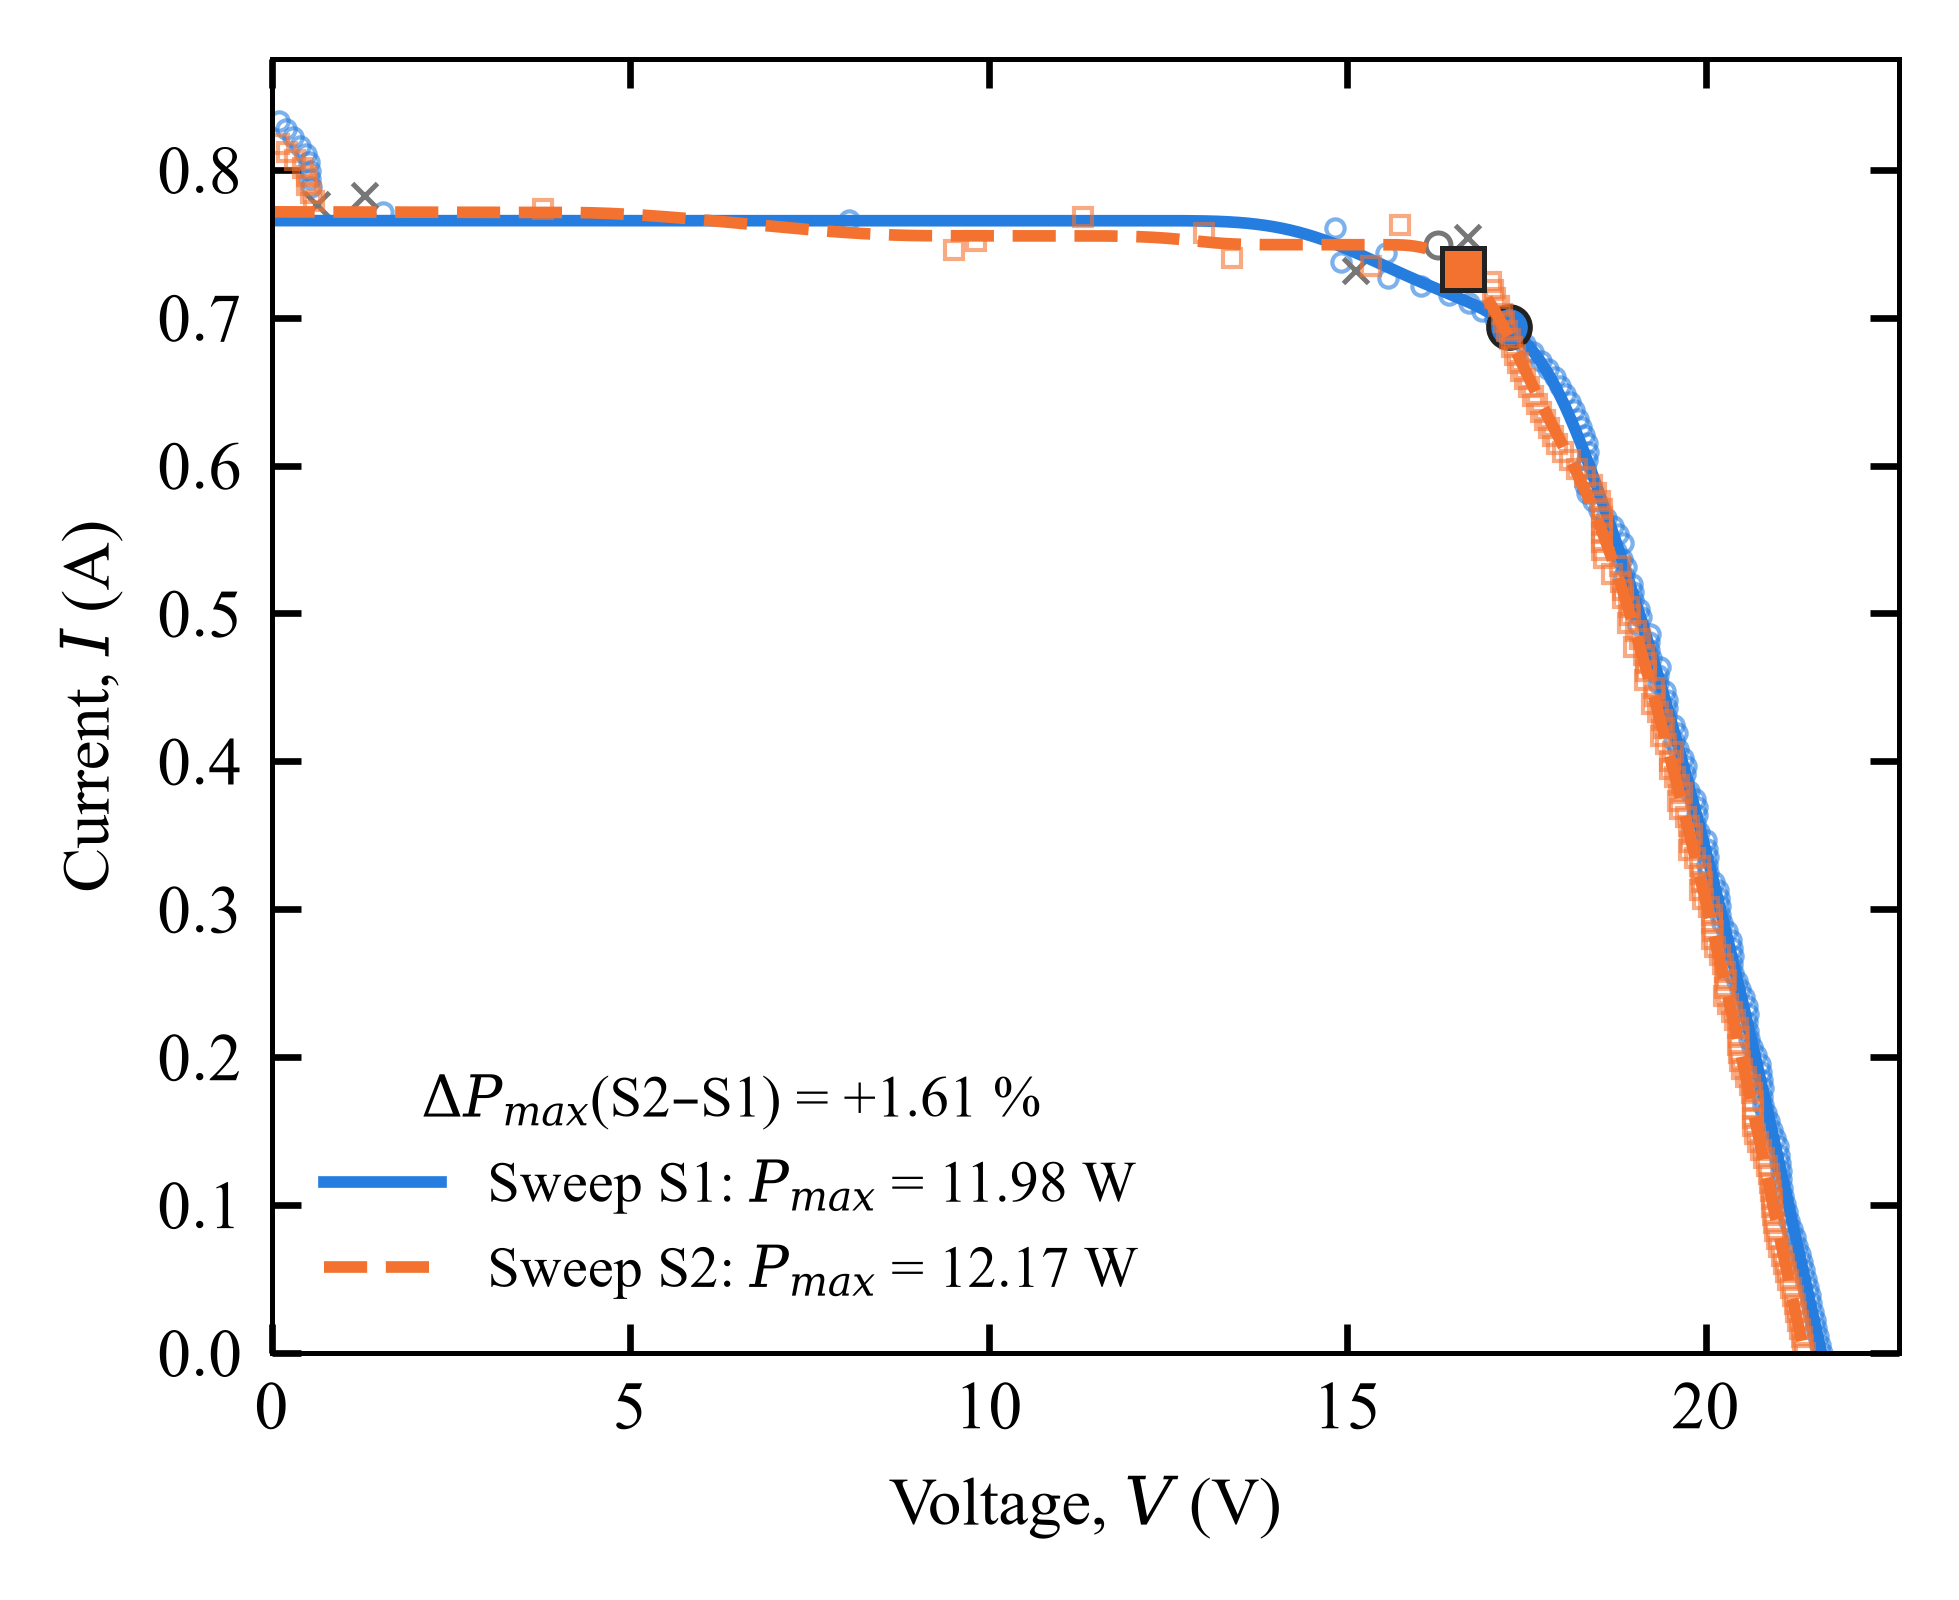 0.8
0.7
0.6
0.5
0.4
0.3
0.2
0.1
0.0
Current, I (A)
ΔPmax(S2−S1) = +1.61 %
Sweep S1: Pmax = 11.98 W
Sweep S2: Pmax = 12.17 W
0 5 10 15 20
Voltage, V (V)